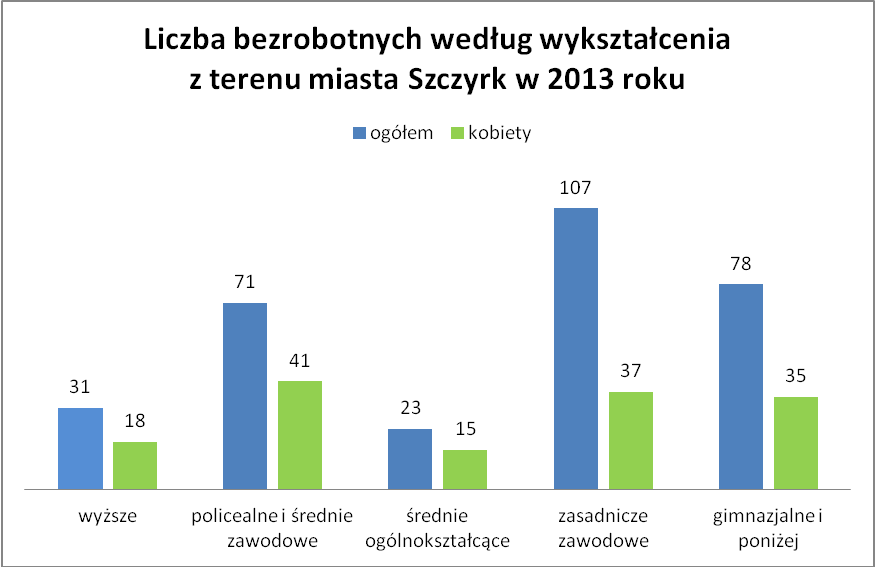 Liczba bezrobotnych według wykształcenia
z terenu miasta Szczyrk w 2013 roku
ogółem kobiety
107
71
78
41
31
18
23
15
37
35
wyższe
policealne i średnie
zawodowe
średnie
ogólnokształcące
zasadnicze
zawodowe
gimnazjalne i
poniżej